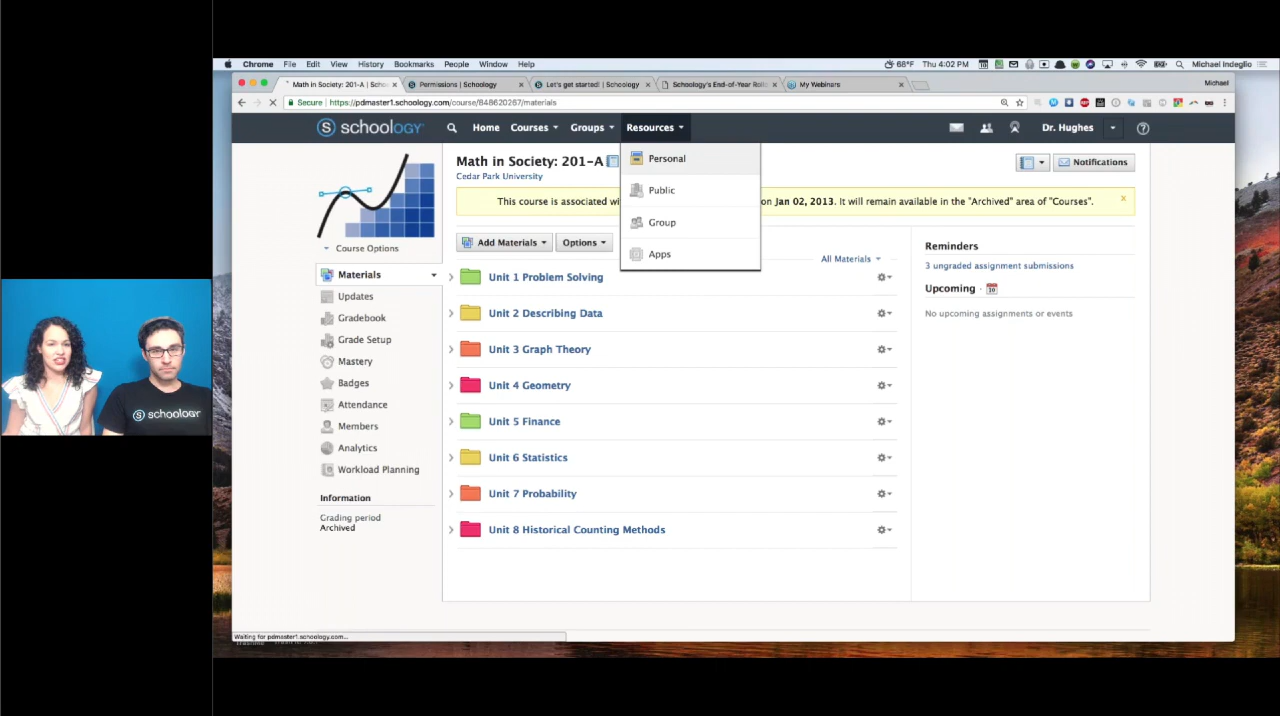 Chrome File Edit View History Bookmarks People Window Help 68°F Thu 4:02 PM Michael Indeglio
Math in Society: 201-A | Schoo Permissions | Schoology Let's get started! | Schoology Schoology's End-of-Year Rollo My Webinars Michael
Secure https://pdmaster1.schoology.com/course/848620267/materials
S schoology Home Courses Groups Resources Dr. Hughes
Personal
Public
Group
Apps
Math in Society: 201-A
Cedar Park University
Notifications
This course is associated wi on Jan 02, 2013. It will remain available in the "Archived" area of "Courses".
Course Options
Add Materials Options
All Materials
Materials
Updates
Gradebook
Grade Setup
Mastery
Badges
Attendance
Members
Analytics
Workload Planning
Information
Grading period
Archived
Unit 1 Problem Solving
Unit 2 Describing Data
Unit 3 Graph Theory
Unit 4 Geometry
Unit 5 Finance
Unit 6 Statistics
Unit 7 Probability
Unit 8 Historical Counting Methods
Reminders
3 ungraded assignment submissions
Upcoming
No upcoming assignments or events
Waiting for pdmaster1.schoology.com...
S schoology